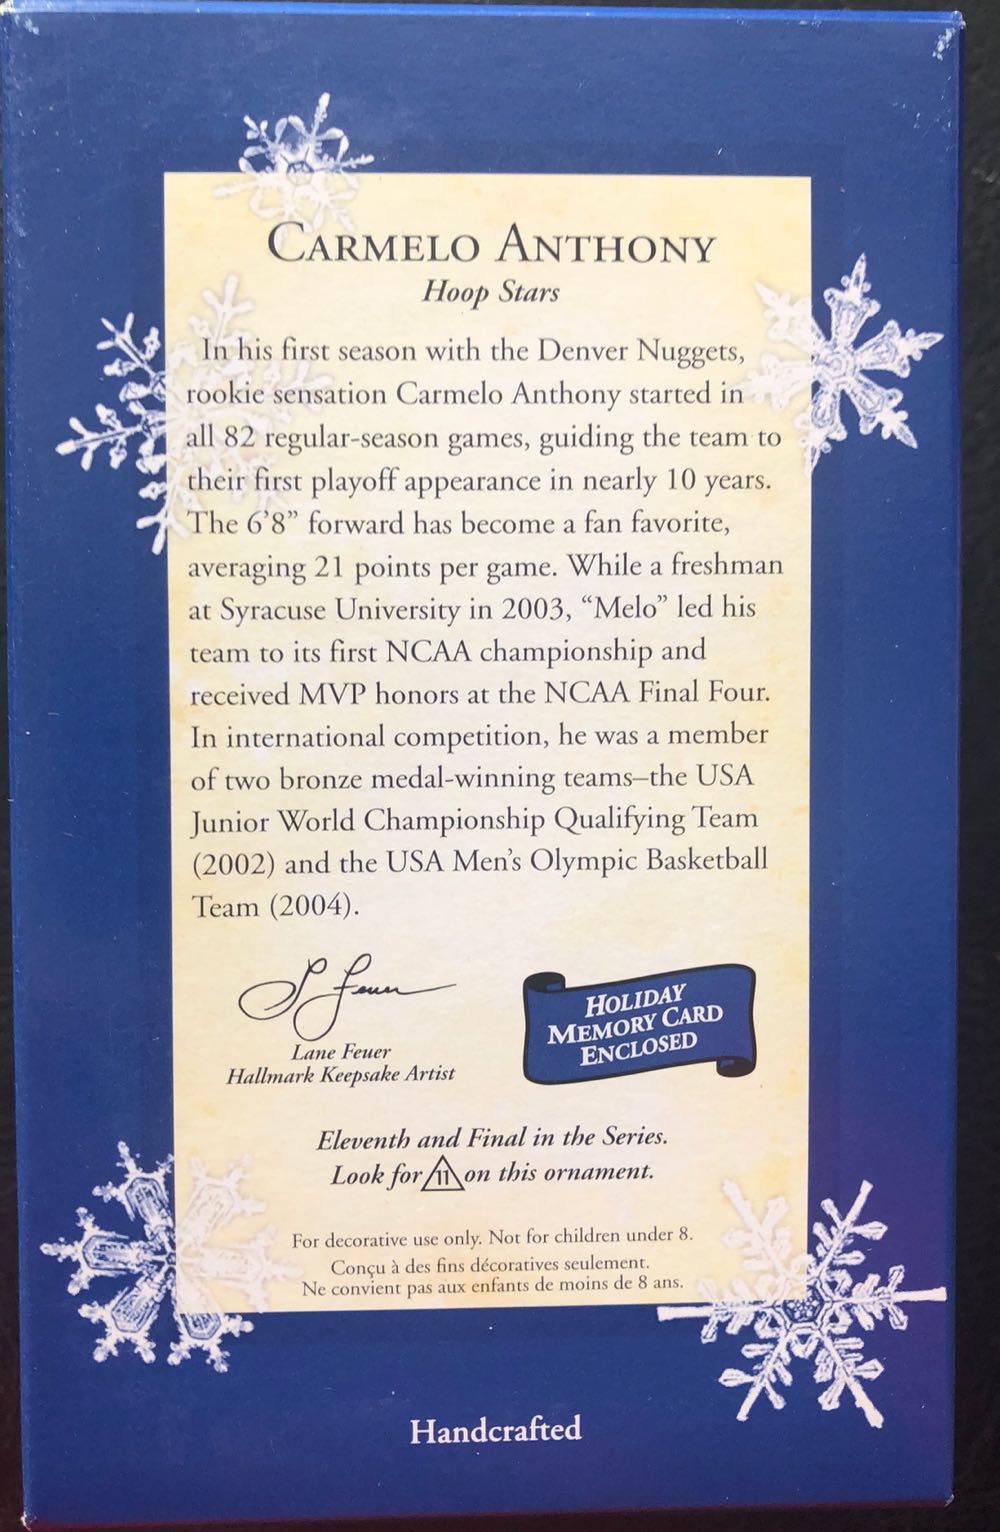 CARMELO ANTHONY
Hoop Stars
In his first season with the Denver Nuggets,
rookie sensation Carmelo Anthony started in
all 82 regular-season games, guiding the team to
their first playoff appearance in nearly 10 years.
The 6'8” forward has become a fan favorite,
averaging 21 points per game. While a freshman
at Syracuse University in 2003, “Melo” led his
team to its first NCAA championship and
received MVP honors at the NCAA Final Four.
In international competition, he was a member
of two bronze medal-winning teams–the USA
Junior World Championship Qualifying Team
(2002) and the USA Men's Olympic Basketball
Team (2004).
L Feuer
Lane Feuer
Hallmark Keepsake Artist
HOLIDAY
MEMORY CARD
ENCLOSED
Eleventh and Final in the Series.
Look for 11 on this ornament.
For decorative use only. Not for children under 8.
Conçu à des fins décoratives seulement.
Ne convient pas aux enfants de moins de 8 ans.
Handcrafted